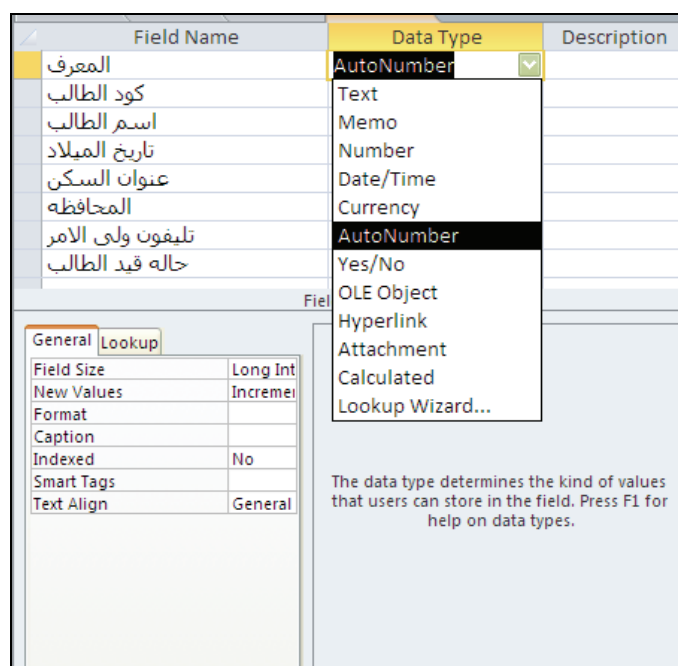 Field Name Data Type Description
المعرف AutoNumber
كود الطالب Text
اسم الطالب Memo
تاريخ الميلاد Number
عنوان السكن Date/Time
المحافظه Currency
تليفون ولى الامر AutoNumber
حاله قيد الطالب Yes/No
OLE Object
Hyperlink
Attachment
Calculated
Lookup Wizard...
General Lookup
Field Size Long Int
New Values
Format
Caption
Indexed No
Smart Tags
Text Align General
The data type determines the kind of values
that users can store in the field. Press F1 for
help on data types.